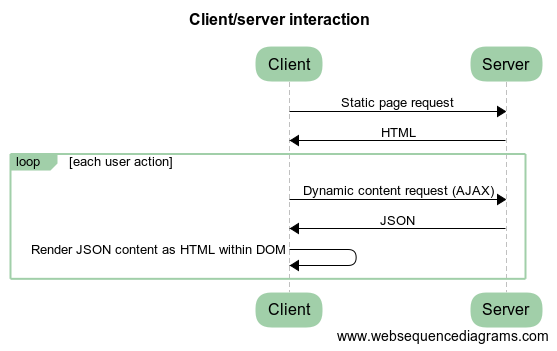 Client/server interaction
Client Server
Static page request
HTML
loop [each user action]
Dynamic content request (AJAX)
JSON
Render JSON content as HTML within DOM
Client Server
www.websequencediagrams.com